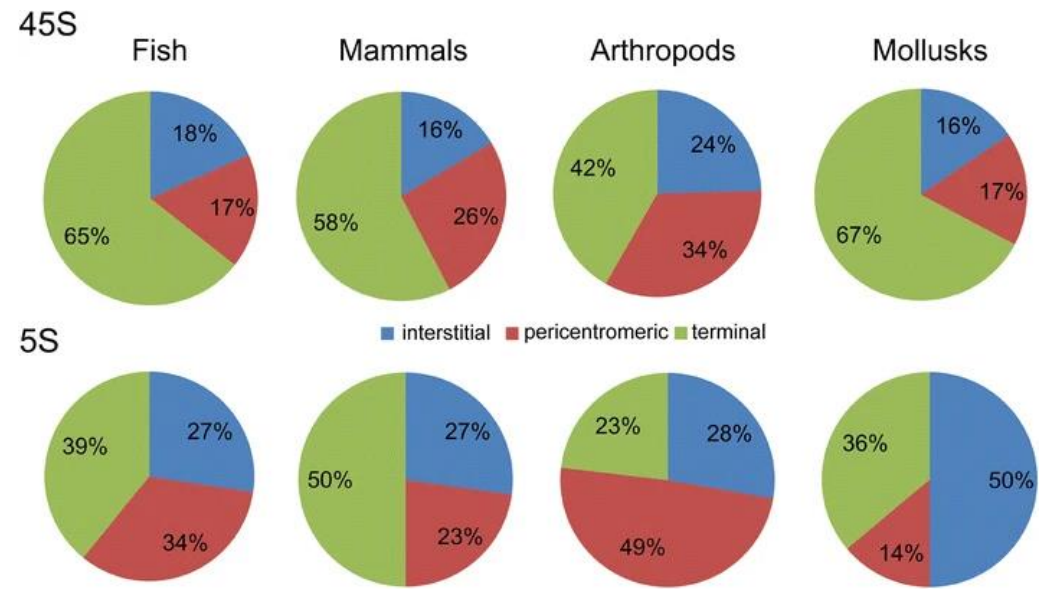 45S
Fish Mammals Arthropods Mollusks
18% 16% 24% 16%
17% 26% 34% 17%
65% 58% 42% 67%
5S
interstitial pericentromeric terminal
27% 27% 28% 50%
34% 23% 49% 14%
39% 50% 23% 36%